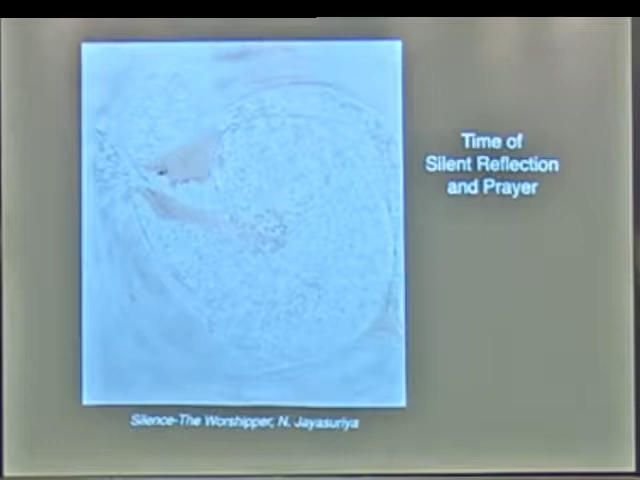 Time of
Silent Reflection
and Prayer
Silence-The Worshipper, N. Jayasuriya